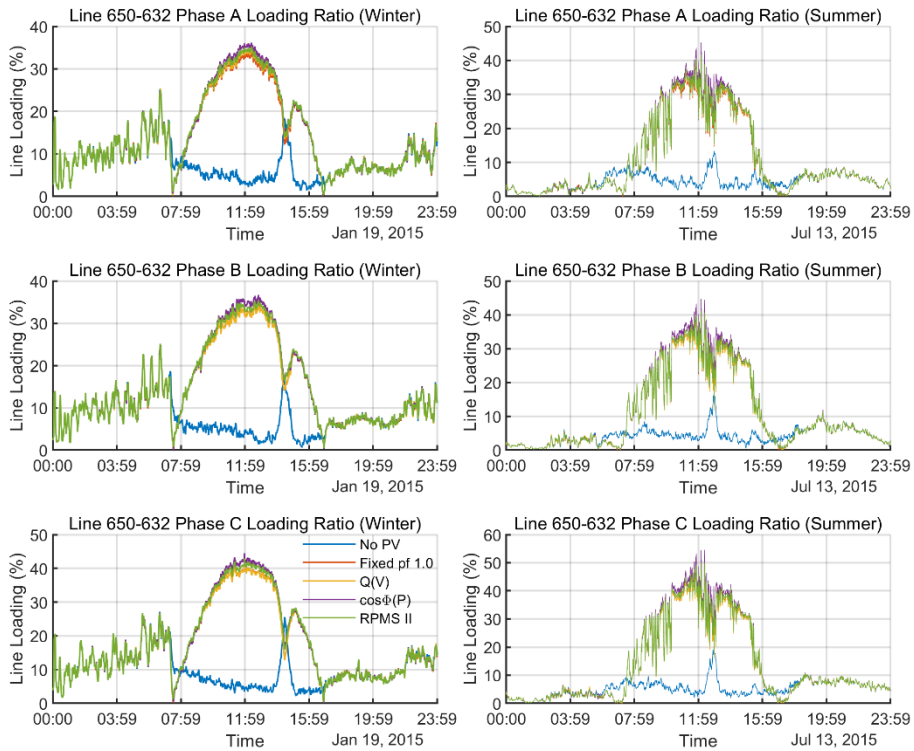 Line 650-632 Phase A Loading Ratio (Winter)
Line Loading (%)
40
30
20
10
0
00:00 03:59 07:59 11:59 15:59 19:59 23:59
Time
Jan 19, 2015
Line 650-632 Phase A Loading Ratio (Summer)
Line Loading (%)
50
40
30
20
10
0
00:00 03:59 07:59 11:59 15:59 19:59 23:59
Time
Jul 13, 2015
Line 650-632 Phase B Loading Ratio (Winter)
Line Loading (%)
40
30
20
10
0
00:00 03:59 07:59 11:59 15:59 19:59 23:59
Time
Jan 19, 2015
Line 650-632 Phase B Loading Ratio (Summer)
Line Loading (%)
50
40
30
20
10
0
00:00 03:59 07:59 11:59 15:59 19:59 23:59
Time
Jul 13, 2015
Line 650-632 Phase C Loading Ratio (Winter)
Line Loading (%)
50
40
30
20
10
0
No PV
Fixed pf 1.0
Q(V)
cosΦ(P)
RPMS II
00:00 03:59 07:59 11:59 15:59 19:59 23:59
Time
Jan 19, 2015
Line 650-632 Phase C Loading Ratio (Summer)
Line Loading (%)
60
40
20
0
00:00 03:59 07:59 11:59 15:59 19:59 23:59
Time
Jul 13, 2015